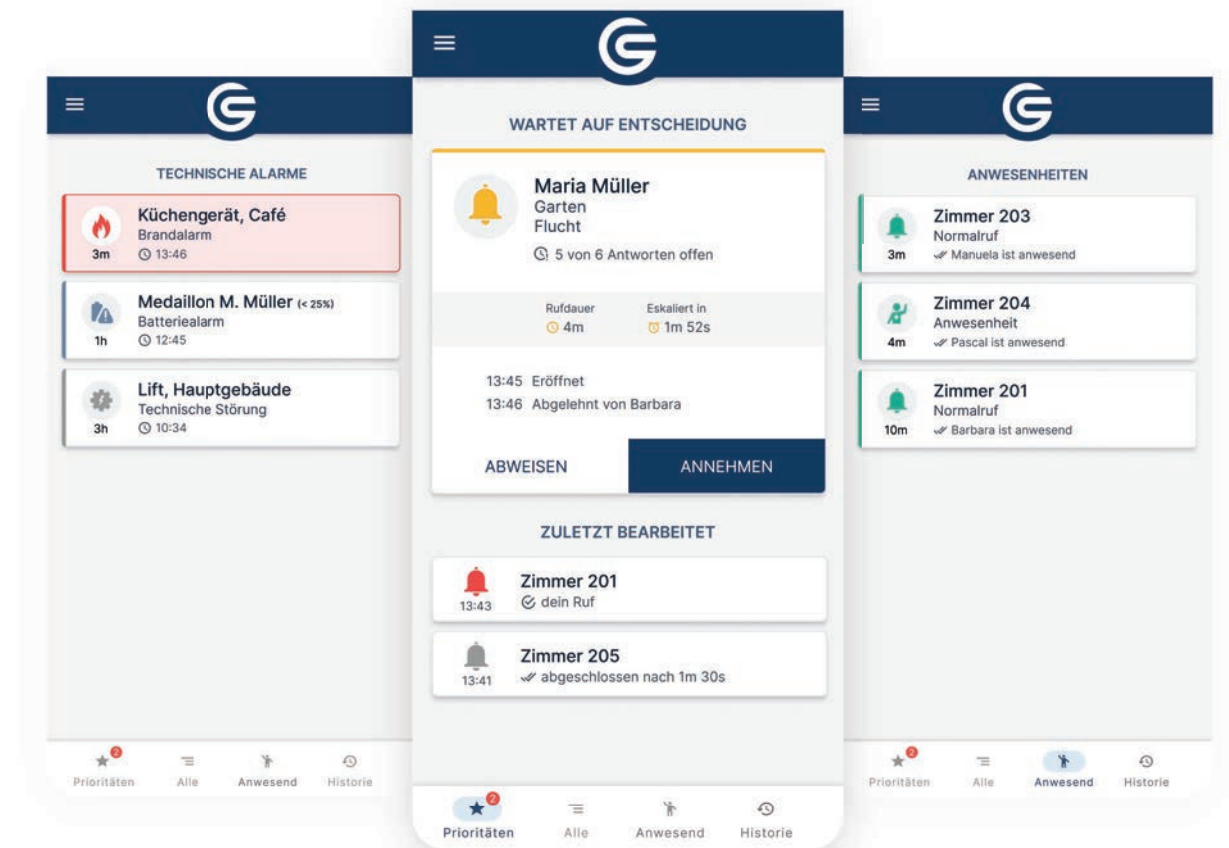 TECHNISCHE ALARME
Küchengerät, Café
Brandalarm
3m
13:46
Medaillon M. Müller (< 25%)
Batteriealarm
1h
12:45
Lift, Hauptgebäude
Technische Störung
3h
10:34
2
Prioritäten
Alle
Anwesend
Historie
WARTET AUF ENTSCHEIDUNG
Maria Müller
Garten
Flucht
5 von 6 Antworten offen
Rufdauer
Eskaliert in
4m
1m 52s
13:45 Eröffnet
13:46 Abgelehnt von Barbara
ABWEISEN
ANNEHMEN
ZULETZT BEARBEITET
Zimmer 201
13:43
dein Ruf
Zimmer 205
13:41
abgeschlossen nach 1m 30s
2
Prioritäten
Alle
Anwesend
Historie
ANWESENHEITEN
Zimmer 203
Normalruf
3m
Manuela ist anwesend
Zimmer 204
Anwesenheit
4m
Pascal ist anwesend
Zimmer 201
Normalruf
10m
Barbara ist anwesend
2
Prioritäten
Alle
Anwesend
Historie